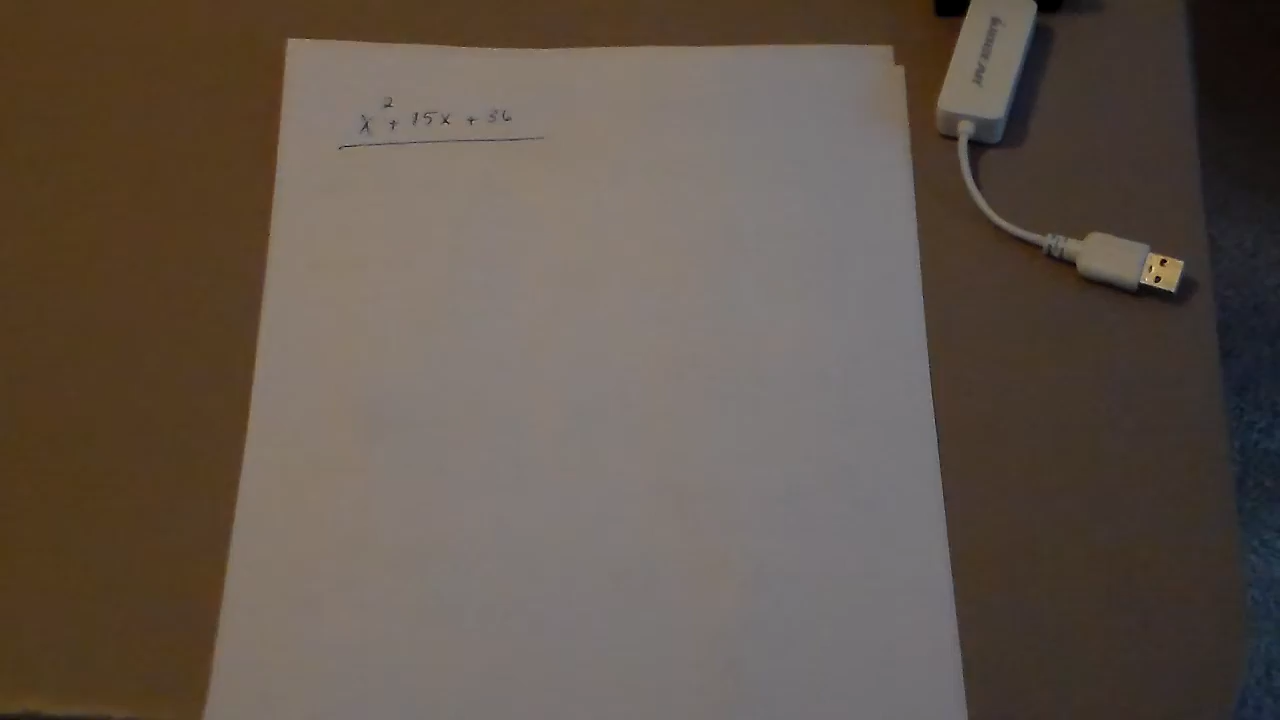 x² + 15x + 56